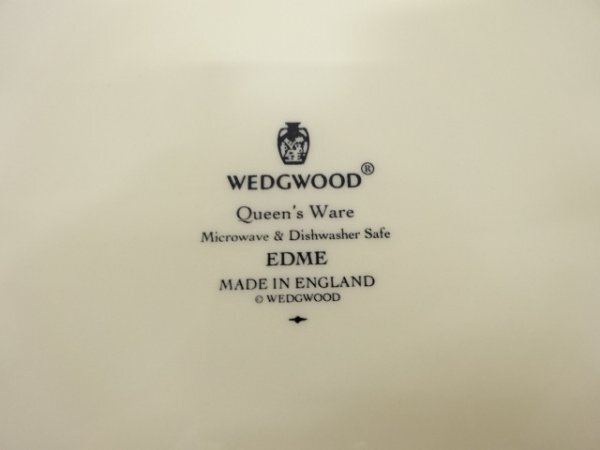 WEDGWOOD®
Queen's Ware
Microwave & Dishwasher Safe
EDME
MADE IN ENGLAND
© WEDGWOOD